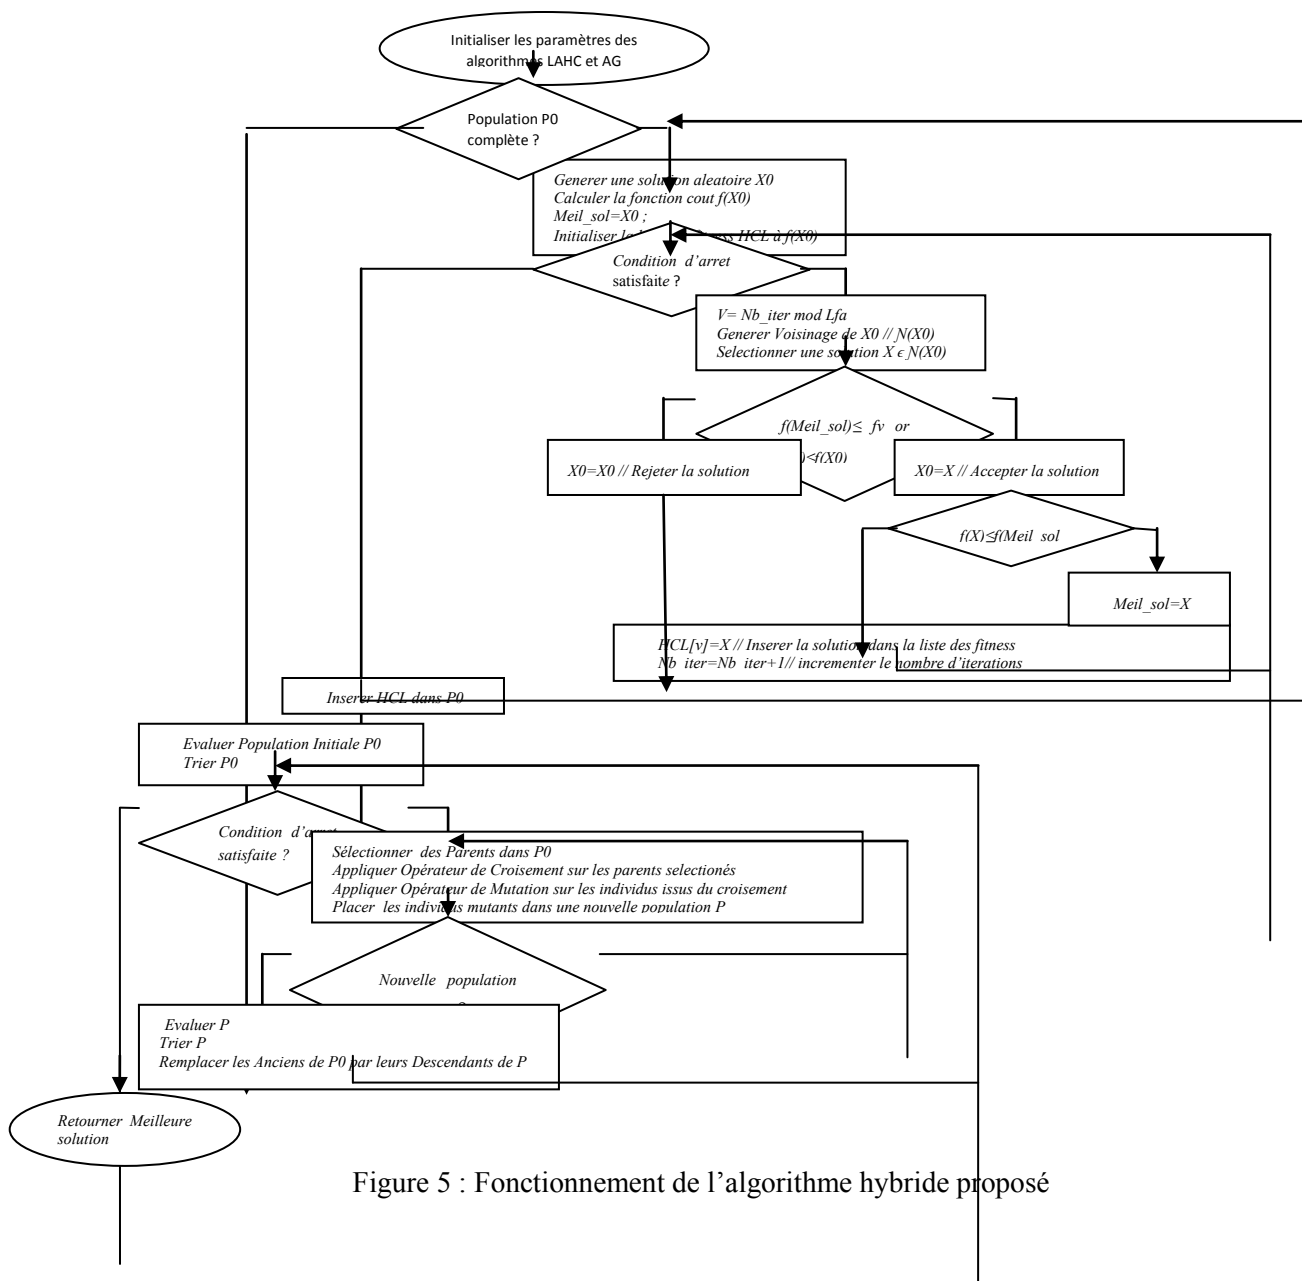 Initialiser les paramètres des
algorithmes LAHC et AG
Population P0
complète ?
Generer une solution aleatoire X0
Calculer la fonction cout f(X0)
Meil_sol=X0 ;
Initialiser HCL à f(X0)
Condition d'arret
satisfaite ?
V= Nb_iter mod Lfa
Generer Voisinage de X0 // N(X0)
Selectionner une solution X ϵ N(X0)
f(Meil_sol)≤ fv or
)<f(X0)
X0=X0 // Rejeter la solution
X0=X // Accepter la solution
f(X)≤f(Meil sol
Meil_sol=X
HCL[v]=X // Inserer la solution dans la liste des fitness
Nb iter=Nb iter+1// incrementer le nombre d'iterations
Inserer HCL dans P0
Evaluer Population Initiale P0
Trier P0
Condition d'arret
satisfaite ?
Sélectionner des Parents dans P0
Appliquer Opérateur de Croisement sur les parents selectionés
Appliquer Opérateur de Mutation sur les individus issus du croisement
Placer les individus mutants dans une nouvelle population P
Nouvelle population
Evaluer P
Trier P
Remplacer les Anciens de P0 par leurs Descendants de P
Retourner Meilleure
solution
Figure 5 : Fonctionnement de l'algorithme hybride proposé